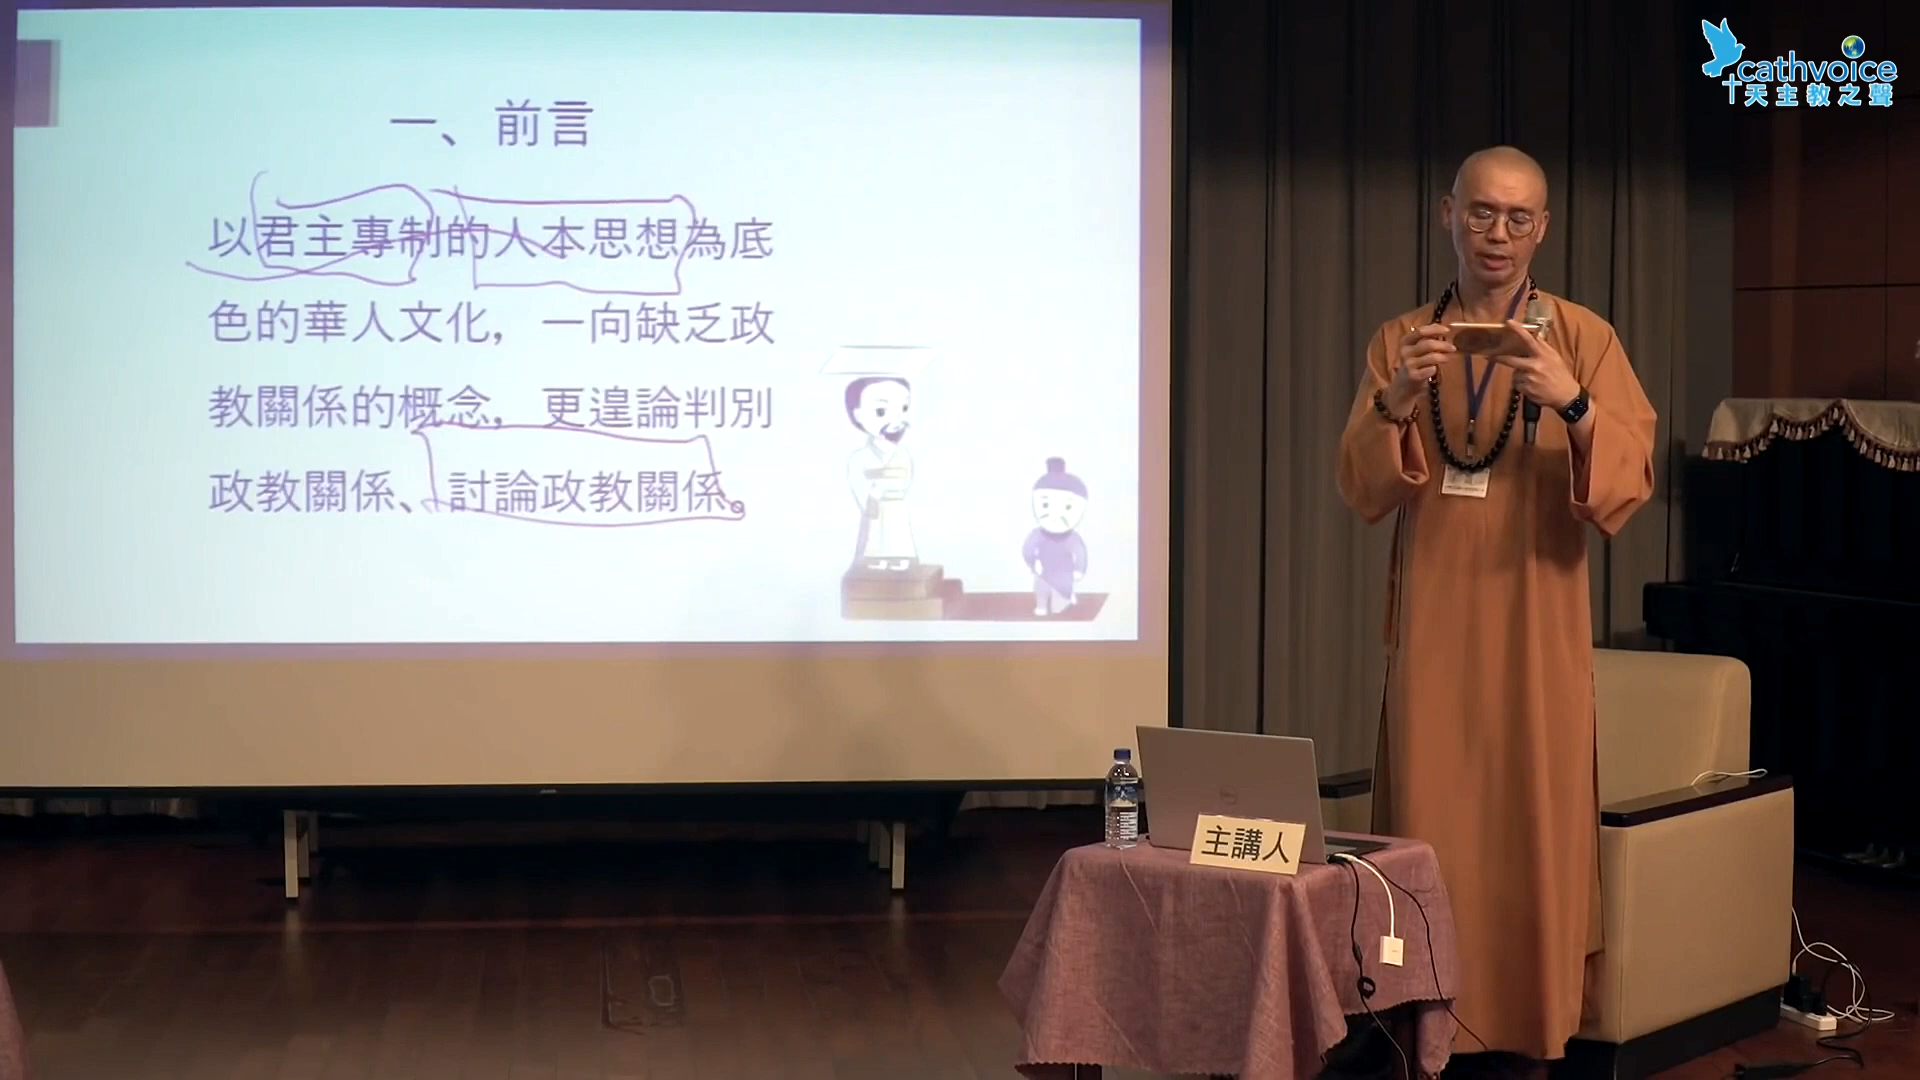 一、前言
以君主專制的人本思想為底
色的華人文化，一向缺乏政
教關係的概念，更遑論判別
政教關係、討論政教關係。
cathvoice
天主教之聲
主講人